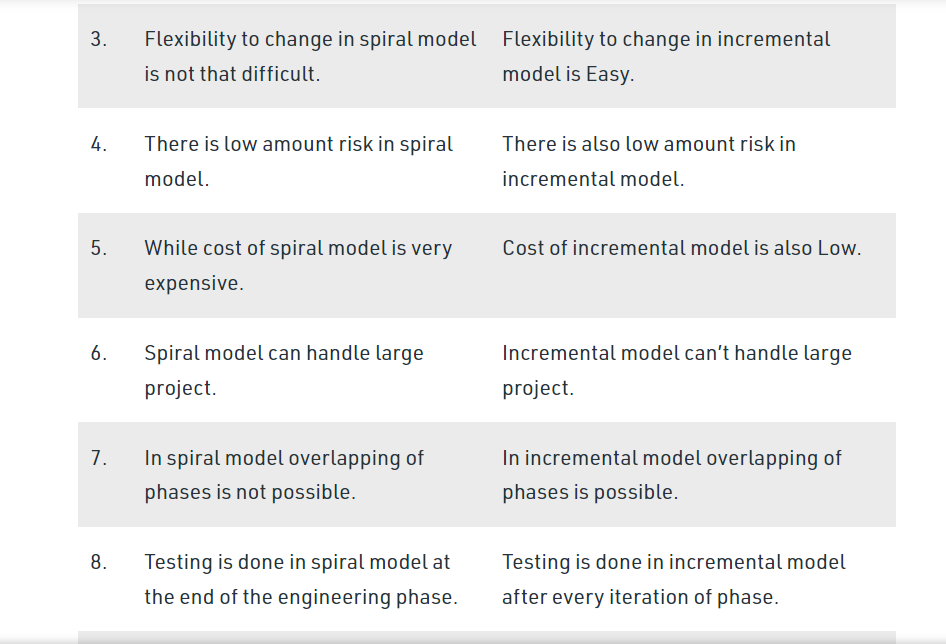 3. Flexibility to change in spiral model Flexibility to change in incremental
is not that difficult. model is Easy.
4. There is low amount risk in spiral There is also low amount risk in
model. incremental model.
5. While cost of spiral model is very Cost of incremental model is also Low.
expensive.
6. Spiral model can handle large Incremental model can’t handle large
project. project.
7. In spiral model overlapping of In incremental model overlapping of
phases is not possible. phases is possible.
8. Testing is done in spiral model at Testing is done in incremental model
the end of the engineering phase. after every iteration of phase.